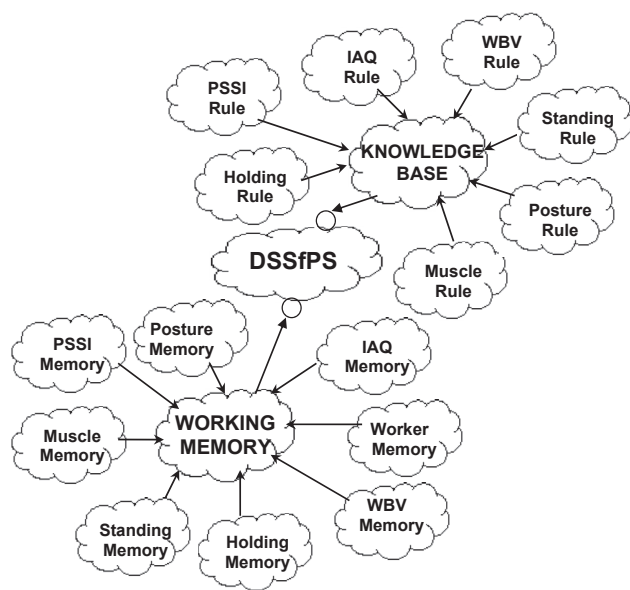 WBV
Rule
IAQ
Rule
PSSI
Rule
Standing
Rule
KNOWLEDGE
BASE
Holding
Rule
Posture
Rule
DSSfPS
Muscle
Rule
Posture
Memory
PSSI
Memory
IAQ
Memory
WORKING
MEMORY
Muscle
Memory
Worker
Memory
WBV
Memory
Standing
Memory
Holding
Memory